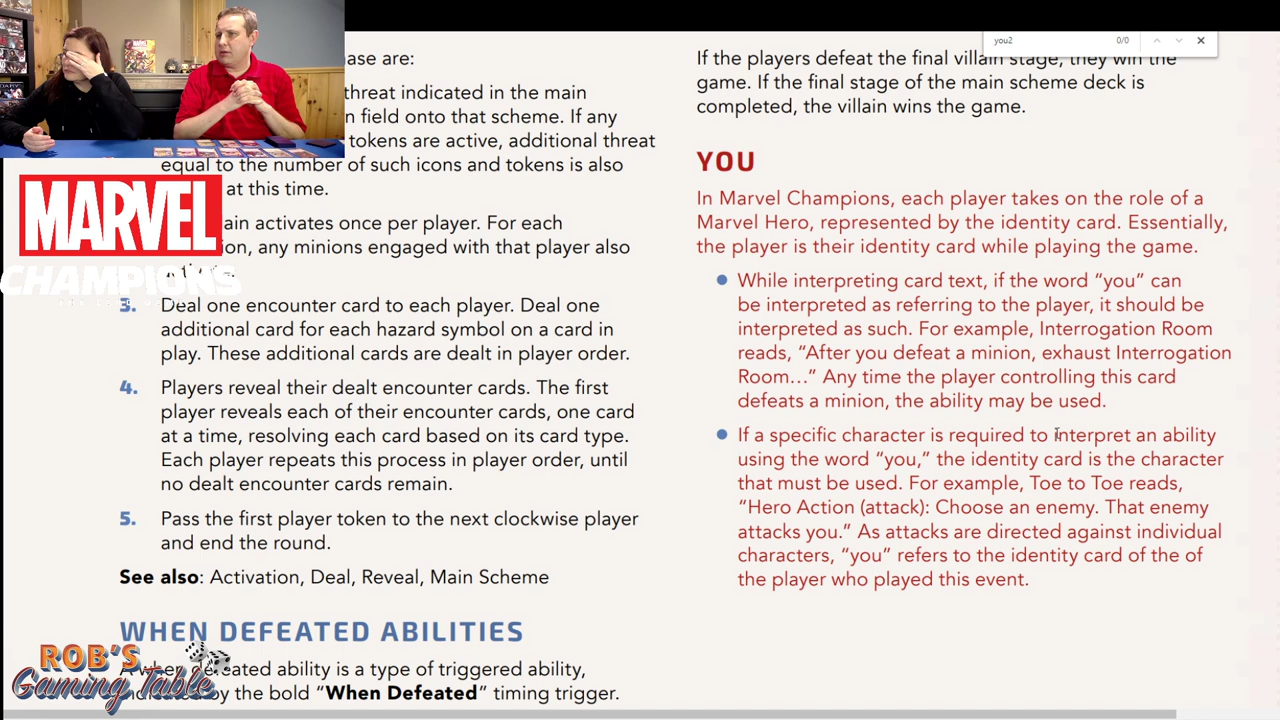 you2
0/0
ase are:
threat indicated in the main
n field onto that scheme. If any
tokens are active, additional threat
equal to the number of such icons and tokens is also
at this time.
ain activates once per player. For each
on, any minions engaged with that player also
3. Deal one encounter card to each player. Deal one
additional card for each hazard symbol on a card in
play. These additional cards are dealt in player order.
4. Players reveal their dealt encounter cards. The first
player reveals each of their encounter cards, one card
at a time, resolving each card based on its card type.
Each player repeats this process in player order, until
no dealt encounter cards remain.
5. Pass the first player token to the next clockwise player
and end the round.
See also: Activation, Deal, Reveal, Main Scheme
WHEN DEFEATED ABILITIES
A when defeated ability is a type of triggered ability,
by the bold “When Defeated” timing trigger.
If the players defeat the final villain stage, they win the
game. If the final stage of the main scheme deck is
completed, the villain wins the game.
YOU
In Marvel Champions, each player takes on the role of a
Marvel Hero, represented by the identity card. Essentially,
the player is their identity card while playing the game.
While interpreting card text, if the word “you” can
be interpreted as referring to the player, it should be
interpreted as such. For example, Interrogation Room
reads, “After you defeat a minion, exhaust Interrogation
Room…” Any time the player controlling this card
defeats a minion, the ability may be used.
If a specific character is required to interpret an ability
using the word “you,” the identity card is the character
that must be used. For example, Toe to Toe reads,
“Hero Action (attack): Choose an enemy. That enemy
attacks you.” As attacks are directed against individual
characters, “you” refers to the identity card of the of
the player who played this event.
MARVEL
CHAMPIONS
ROB'S
Gaming Table